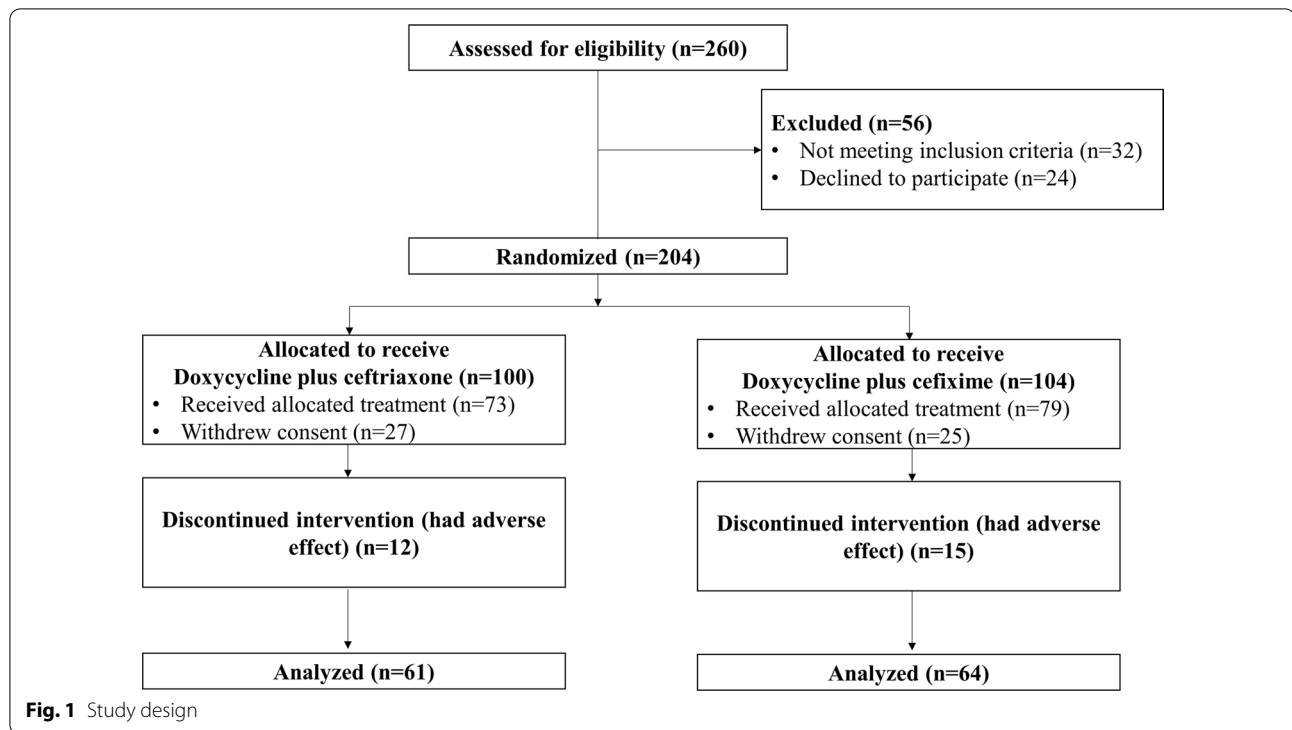 Assessed for eligibility (n=260)
Excluded (n=56)
• Not meeting inclusion criteria (n=32)
• Declined to participate (n=24)
Randomized (n=204)
Allocated to receive
Doxycycline plus ceftriaxone (n=100)
• Received allocated treatment (n=73)
• Withdrew consent (n=27)
Allocated to receive
Doxycycline plus cefixime (n=104)
• Received allocated treatment (n=79)
• Withdrew consent (n=25)
Discontinued intervention (had adverse
effect) (n=12)
Discontinued intervention (had adverse
effect) (n=15)
Analyzed (n=61)
Analyzed (n=64)
Fig. 1 Study design